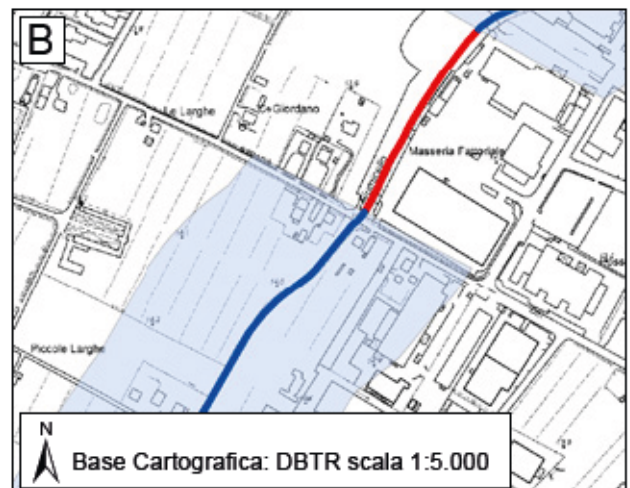 B
Le Larghe
Giordano
Masseria Fattoriale
Piccole Larghe
N
Base Cartografica: DBTR scala 1:5.000